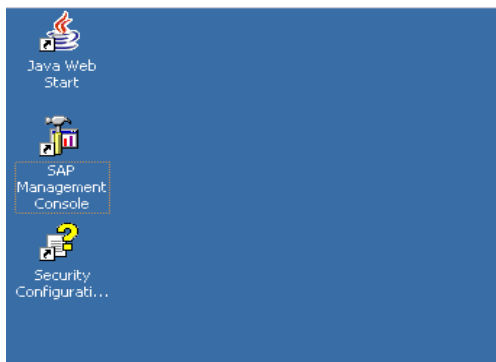 Java Web
Start
SAP
Management
Console
Security
Configurati...